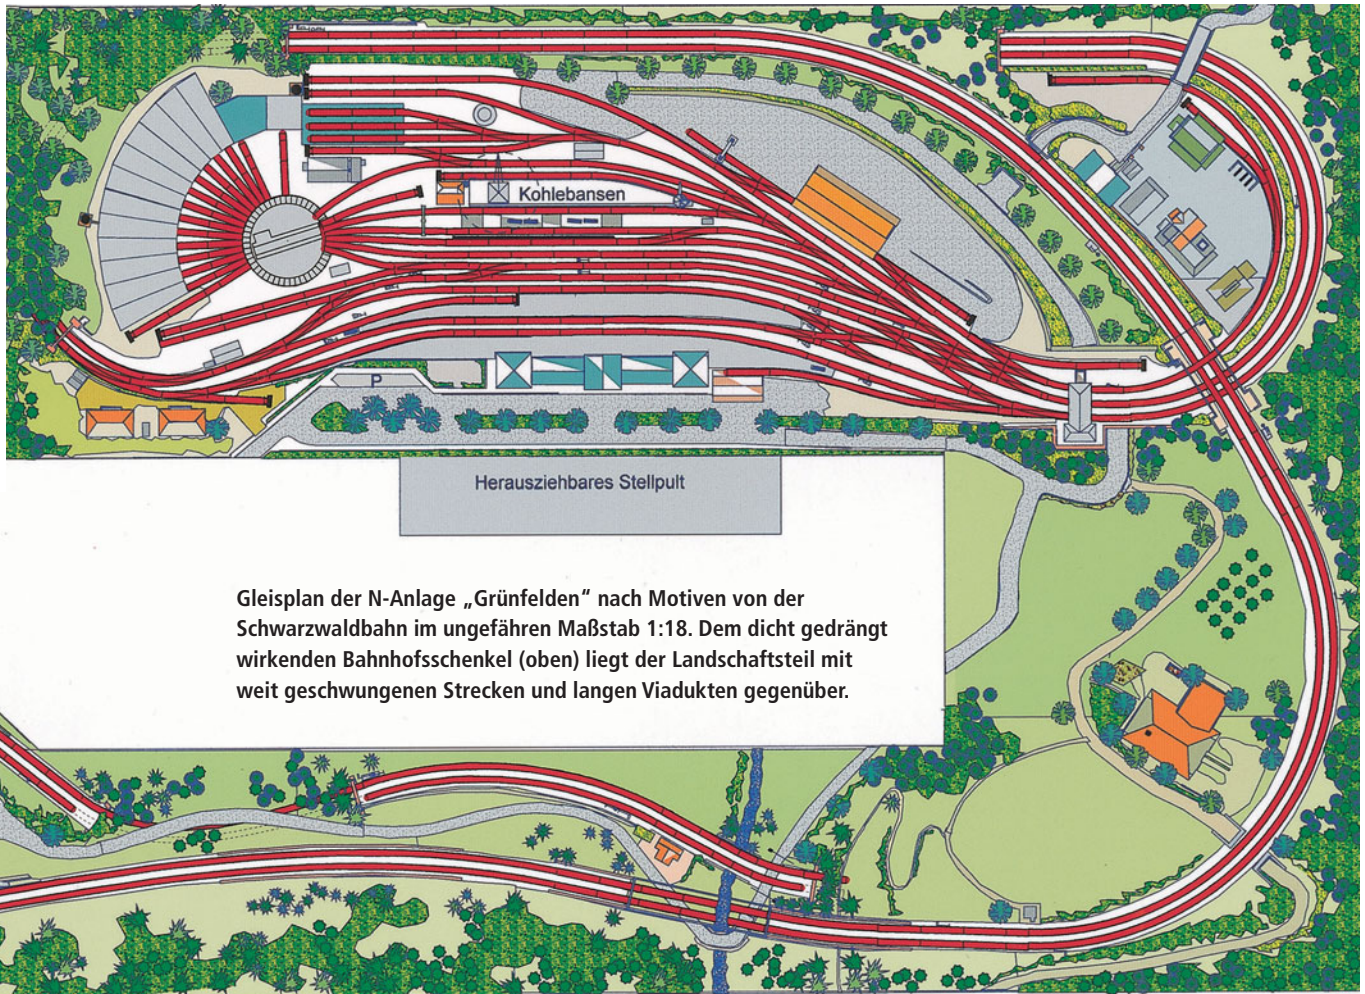 Kohlebansen
P
Herausziehbares Stellpult
Gleisplan der N-Anlage „Grünfelden“ nach Motiven von der
Schwarzwaldbahn im ungefähren Maßstab 1:18. Dem dicht gedrängt
wirkenden Bahnhofsschenkel (oben) liegt der Landschaftsteil mit
weit geschwungenen Strecken und langen Viadukten gegenüber.